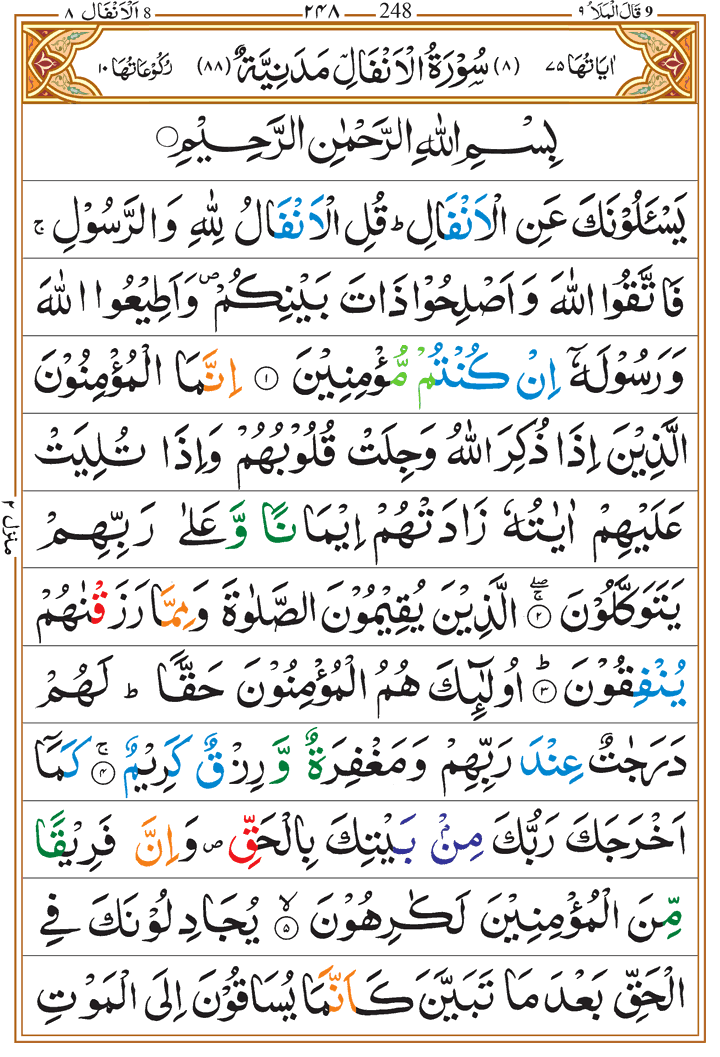 9 قَالَ الْمَلَاُ ٩
248 ٢٤٨
8 اَلْاَنْفَال ٨
اٰيَاتُهَا ٧٥ (٨) سُوْرَةُ الْاَنْفَالِ مَدَنِيَّةٌ (٨٨) رُكُوْعَاتُهَا ١٠
بِسْمِ اللّٰهِ الرَّحْمٰنِ الرَّحِيْمِ ۝
يَسْـَٔلُوْنَكَ عَنِ الْاَنْفَالِ ؕ قُلِ الْاَنْفَالُ لِلّٰهِ وَالرَّسُوْلِ ۚ
فَاتَّقُوا اللّٰهَ وَاَصْلِحُوْا ذَاتَ بَيْنِكُمْ ۪ وَاَطِيْعُوا اللّٰهَ
وَرَسُوْلَهٗۤ اِنْ كُنْتُمْ مُّؤْمِنِيْنَ ۝١ اِنَّمَا الْمُؤْمِنُوْنَ
الَّذِيْنَ اِذَا ذُكِرَ اللّٰهُ وَجِلَتْ قُلُوْبُهُمْ وَاِذَا تُلِيَتْ
عَلَيْهِمْ اٰيٰتُهٗ زَادَتْهُمْ اِيْمَانًا وَّ عَلٰى رَبِّهِمْ
يَتَوَكَّلُوْنَ ۝٢ۚۖ الَّذِيْنَ يُقِيْمُوْنَ الصَّلٰوةَ وَمِمَّا رَزَقْنٰهُمْ
يُنْفِقُوْنَ ۝٣ؕ اُولٰٓئِكَ هُمُ الْمُؤْمِنُوْنَ حَقًّا ؕ لَهُمْ
دَرَجٰتٌ عِنْدَ رَبِّهِمْ وَمَغْفِرَةٌ وَّ رِزْقٌ كَرِيْمٌ ۝٤ۚ كَمَاۤ
اَخْرَجَكَ رَبُّكَ مِنْۢ بَيْتِكَ بِالْحَقِّ ۪ وَاِنَّ فَرِيْقًا
مِّنَ الْمُؤْمِنِيْنَ لَكٰرِهُوْنَ ۝٥ۙ يُجَادِلُوْنَكَ فِي
الْحَقِّ بَعْدَ مَا تَبَيَّنَ كَاَنَّمَا يُسَاقُوْنَ اِلَى الْمَوْتِ
منزل ٢